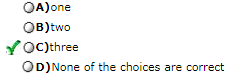 A)one
B)two
C)three
D)None of the choices are correct